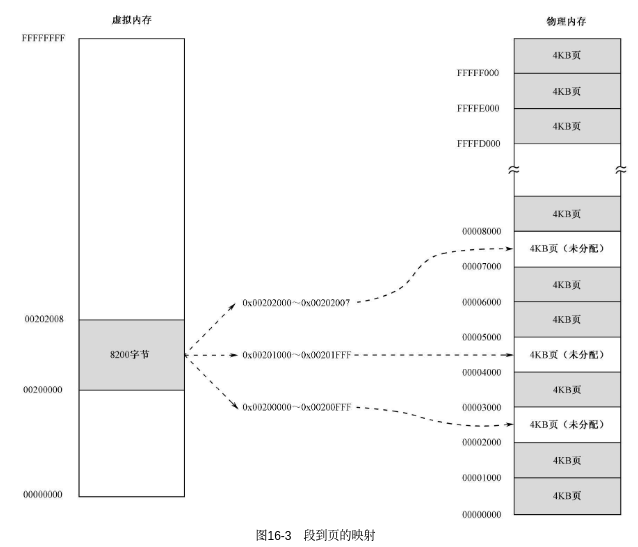 虚拟内存
物理内存
FFFFFFFF
4KB页
FFFFF000
4KB页
FFFFE000
4KB页
FFFFD000
4KB页
00008000
4KB页（未分配）
00007000
4KB页
0x00202000～0x00202007
00006000
4KB页
00202008
00005000
8200字节
0x00201000～0x00201FFF
4KB页（未分配）
00004000
00200000
4KB页
0x00200000～0x00200FFF
00003000
4KB页（未分配）
00002000
4KB页
00001000
00000000
4KB页
00000000
图16-3 段到页的映射